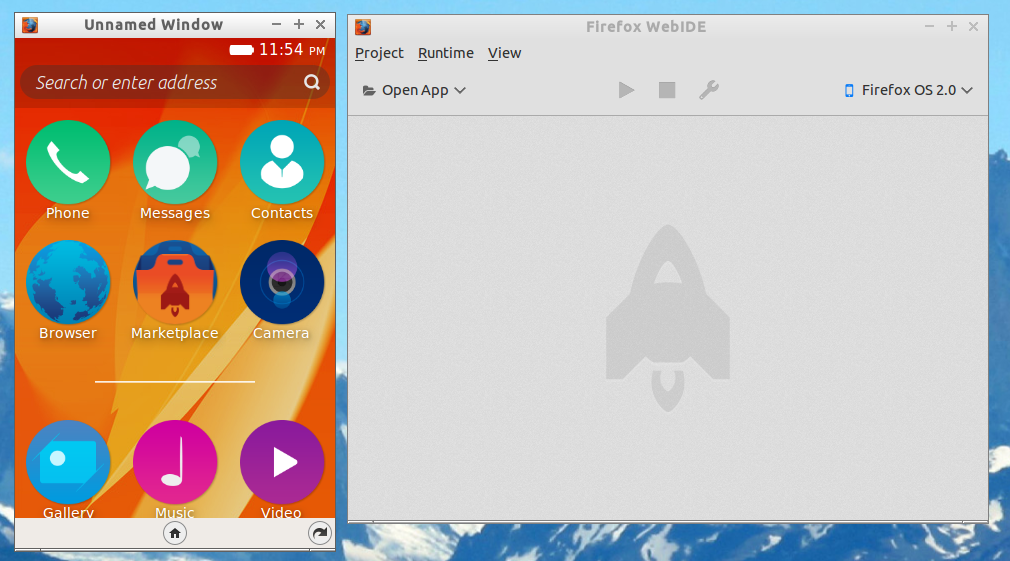 Unnamed Window
11:54 PM
Search or enter address
Phone Messages Contacts
Browser Marketplace Camera
Gallery Music Video
Firefox WebIDE
Project Runtime View
Open App
Firefox OS 2.0